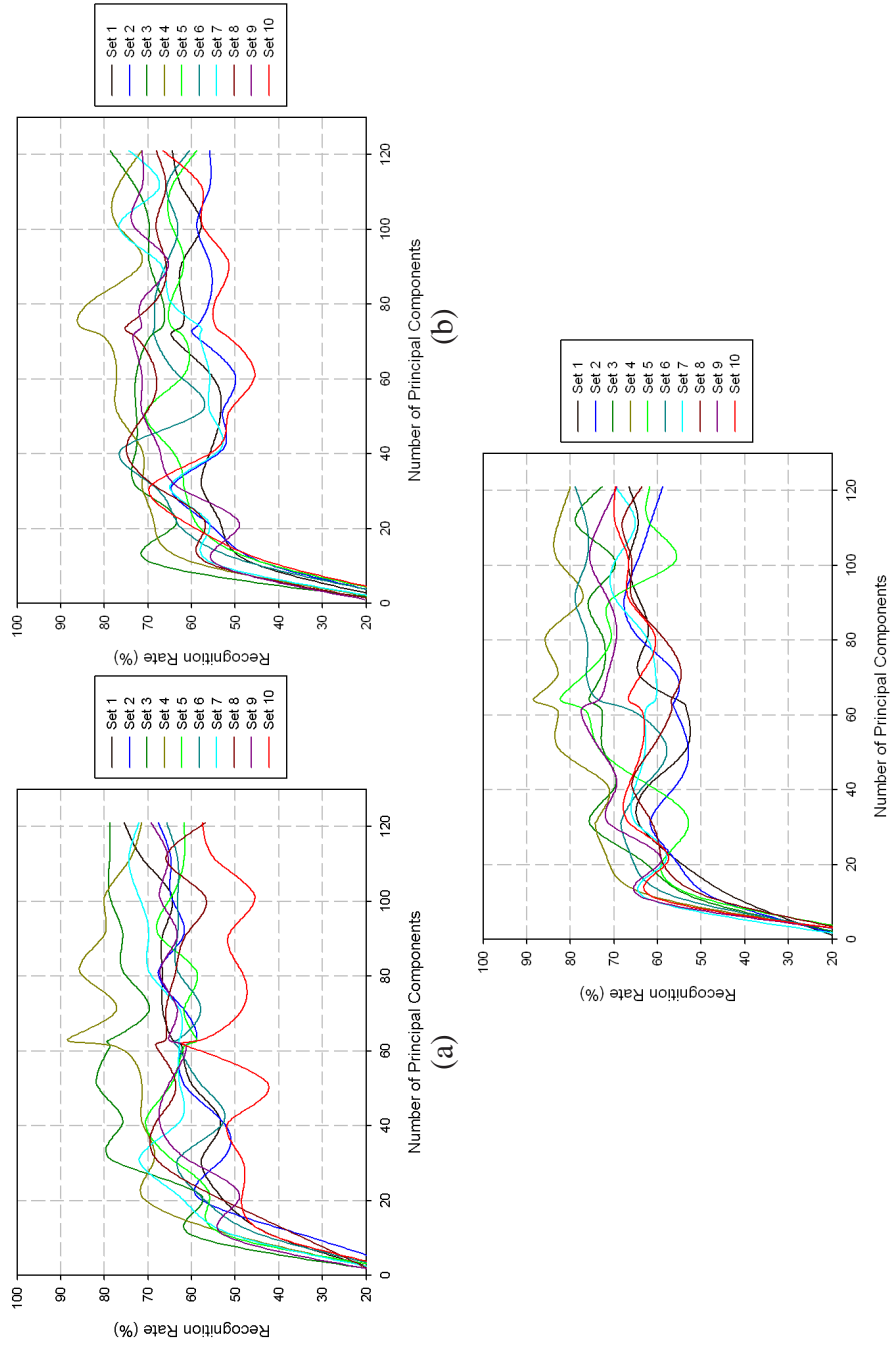 Recognition Rate (%)
100
90
80
70
60
50
40
30
20
0
20
40
60
80
100
120
Number of Principal Components
Set 1
Set 2
Set 3
Set 4
Set 5
Set 6
Set 7
Set 8
Set 9
Set 10
(a)
Recognition Rate (%)
100
90
80
70
60
50
40
30
20
0
20
40
60
80
100
120
Number of Principal Components
Set 1
Set 2
Set 3
Set 4
Set 5
Set 6
Set 7
Set 8
Set 9
Set 10
(b)
Recognition Rate (%)
100
90
80
70
60
50
40
30
20
0
20
40
60
80
100
120
Number of Principal Components
Set 1
Set 2
Set 3
Set 4
Set 5
Set 6
Set 7
Set 8
Set 9
Set 10